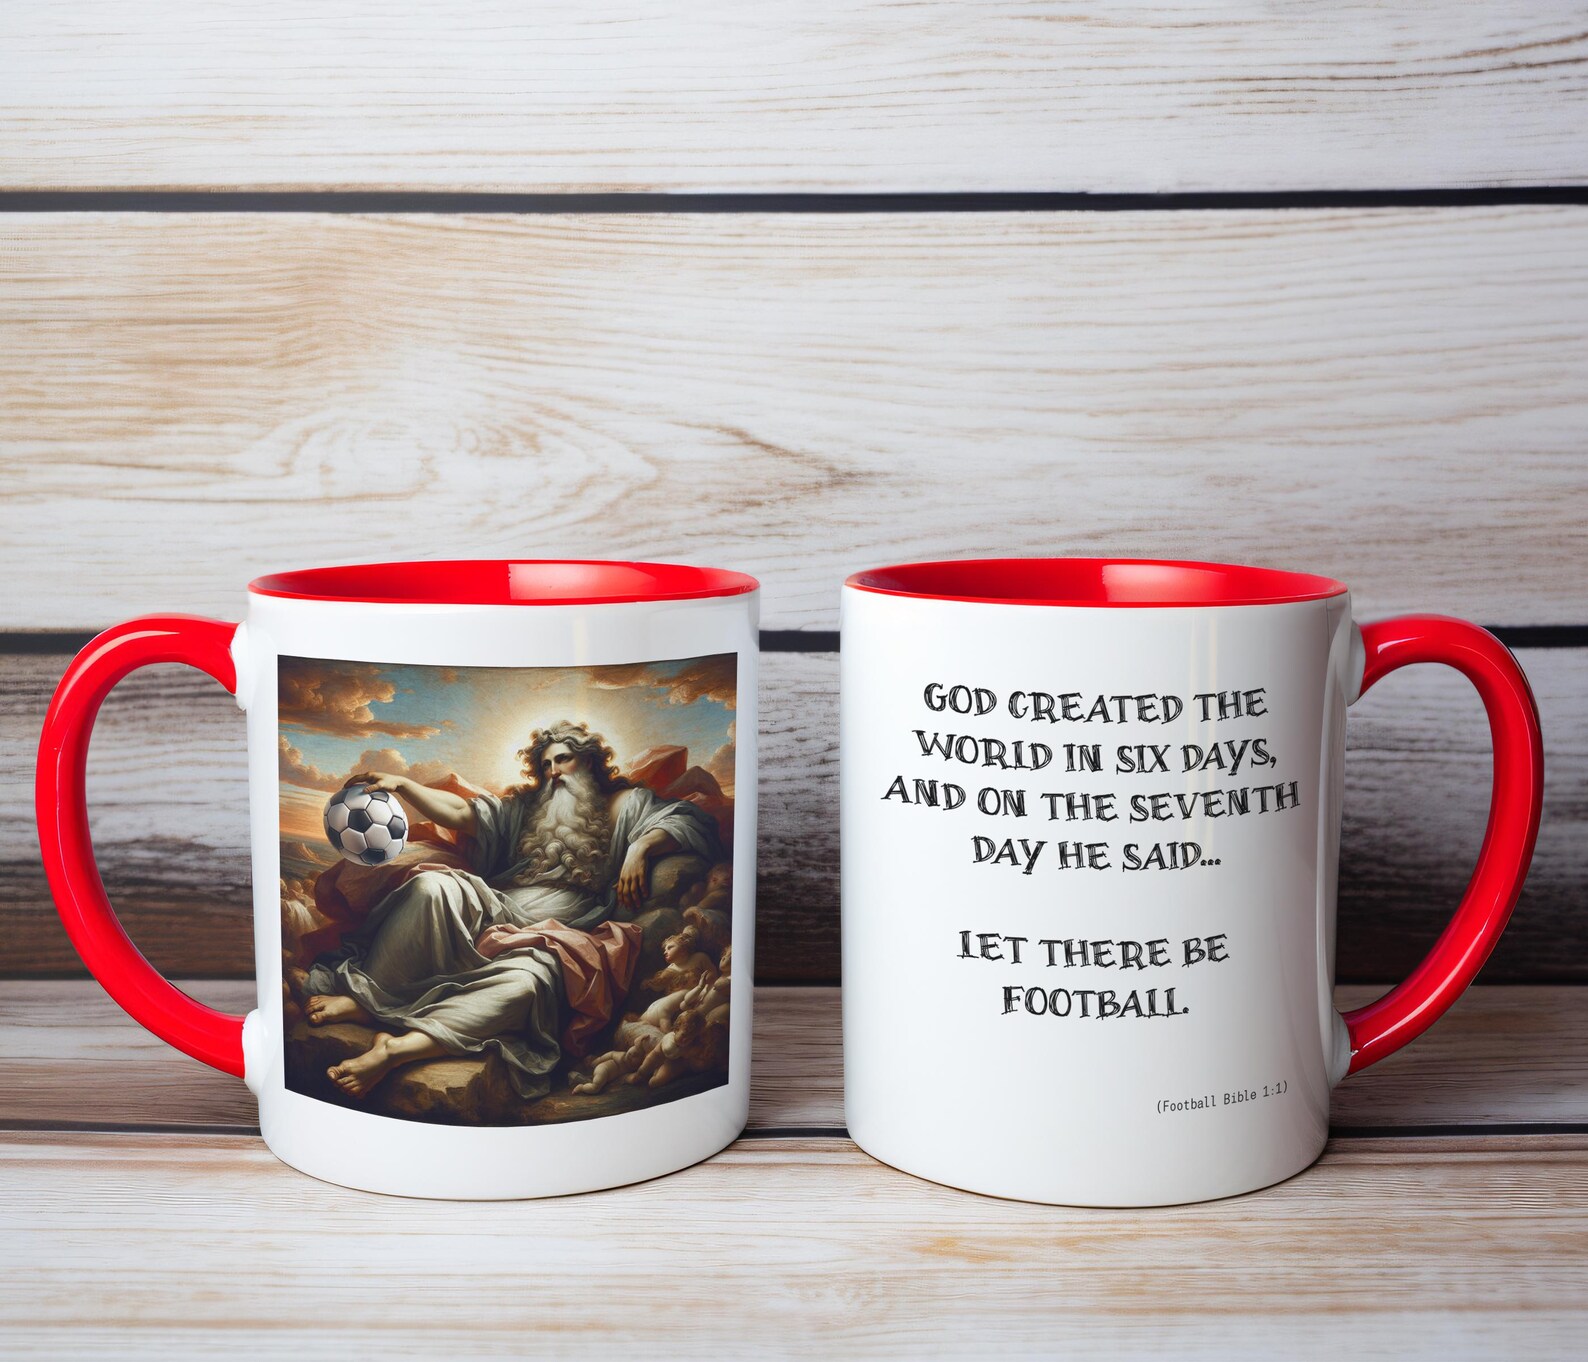 GOD CREATED THE
WORLD IN SIX DAYS,
AND ON THE SEVENTH
DAY HE SAID...
LET THERE BE
FOOTBALL.
(Football Bible 1:1)